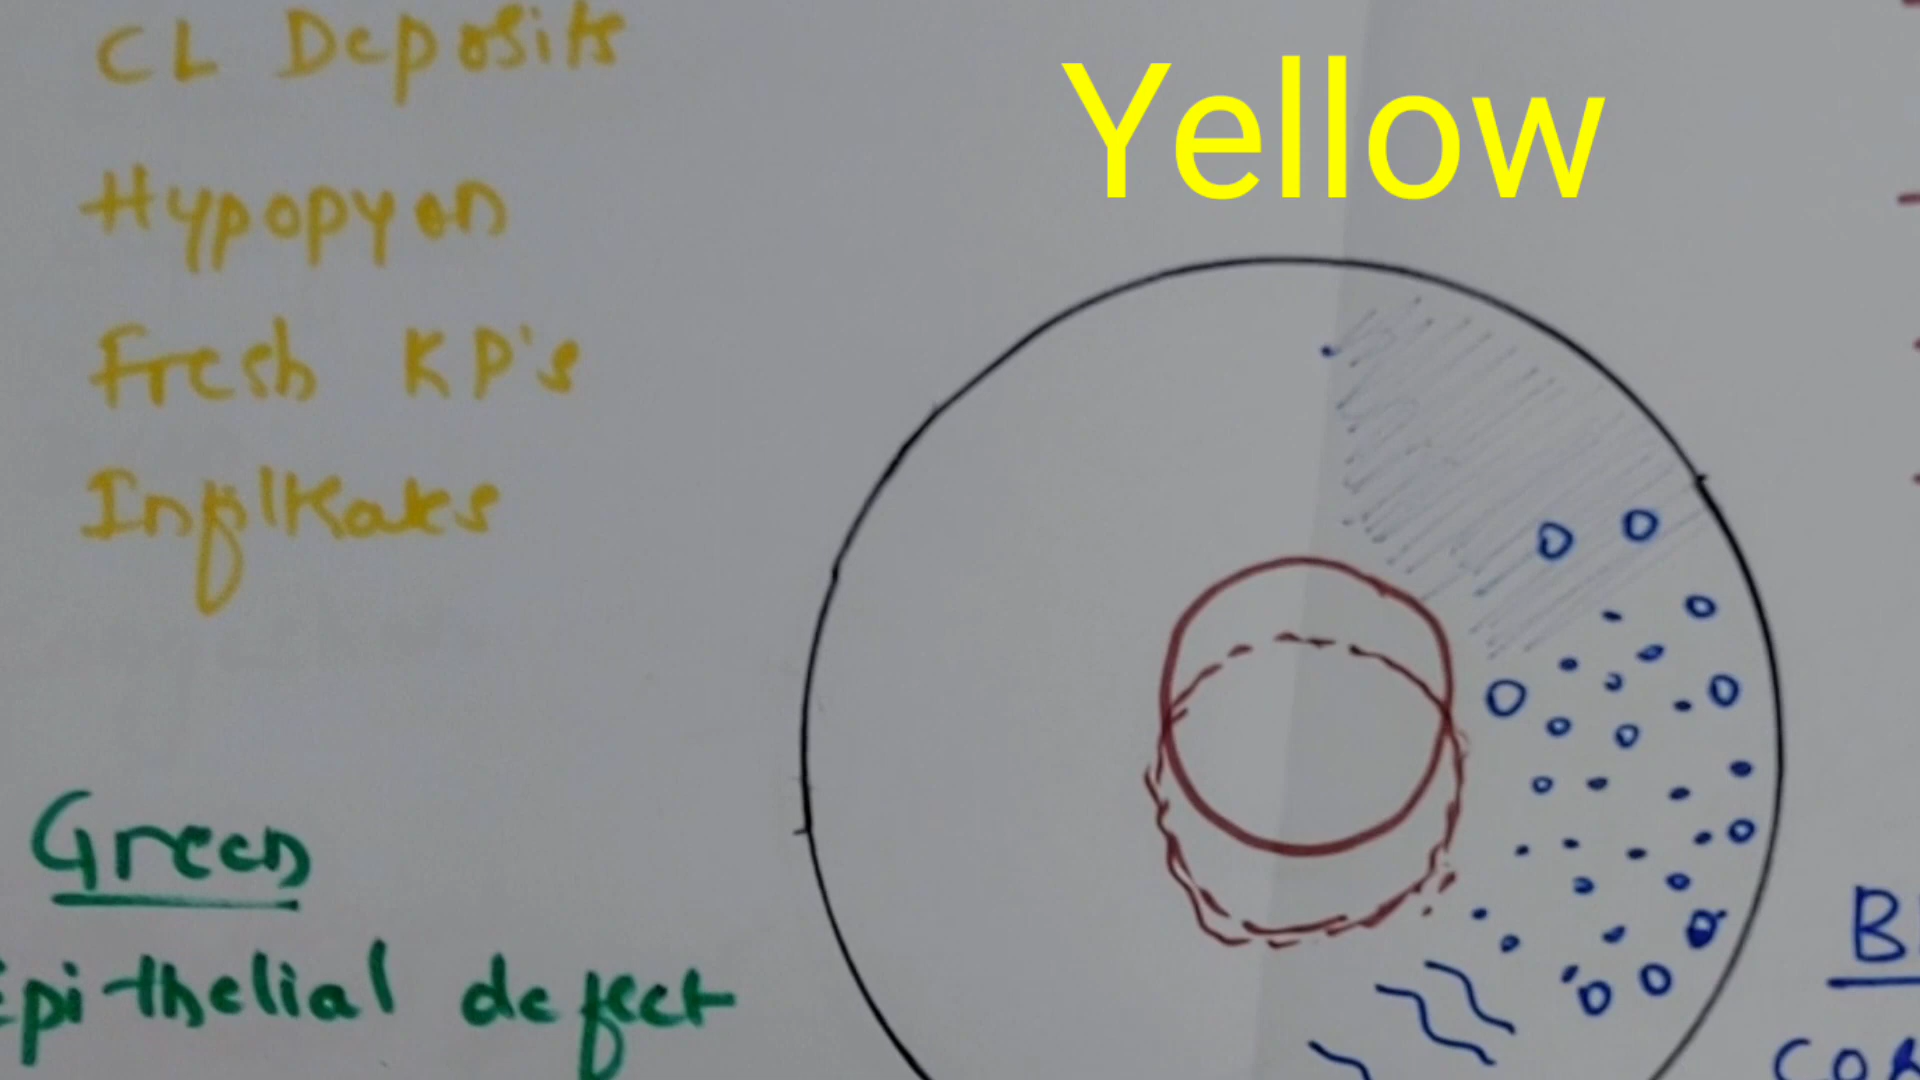 CL Deposits
Yellow
Hypopyon
Fresh KP's
Infiltrates
Green
Epithelial defect